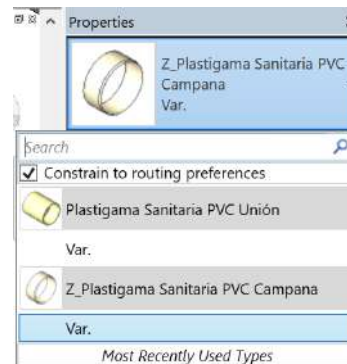 Properties
Z_Plastigama Sanitaria PVC
Campana
Var.
Search
Constrain to routing preferences
Plastigama Sanitaria PVC Unión
Var.
Z_Plastigama Sanitaria PVC Campana
Var.
Most Recently Used Types